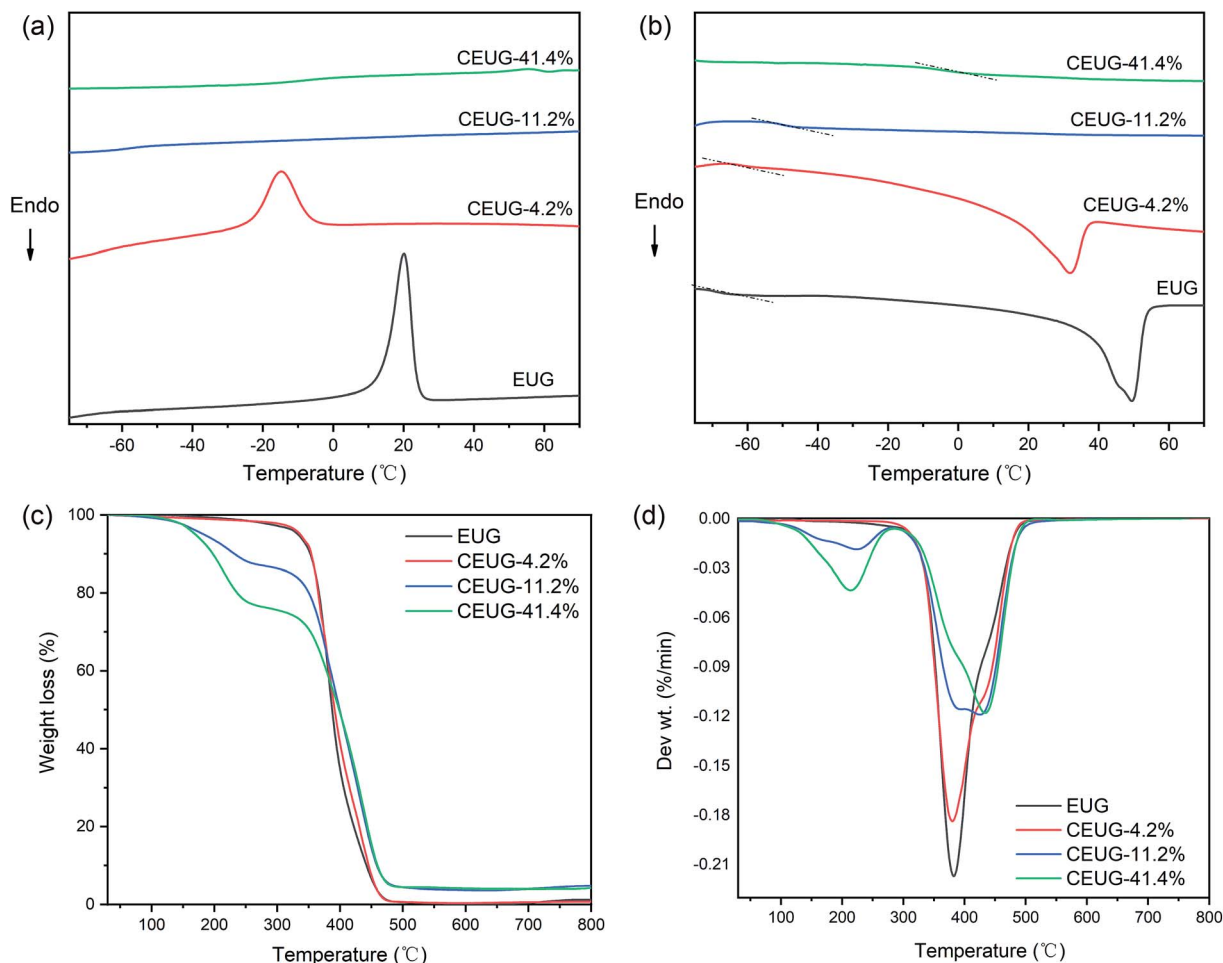 (a)
CEUG-41.4%
CEUG-11.2%
Endo
CEUG-4.2%
EUG
-60 -40 -20 0 20 40 60
Temperature (℃)
(b)
CEUG-41.4%
CEUG-11.2%
Endo
CEUG-4.2%
EUG
-60 -40 -20 0 20 40 60
Temperature (℃)
(c)
100
80
60
40
20
0
Weight loss (%)
EUG
CEUG-4.2%
CEUG-11.2%
CEUG-41.4%
100 200 300 400 500 600 700 800
Temperature (℃)
(d)
0.00
-0.03
-0.06
-0.09
-0.12
-0.15
-0.18
-0.21
Dev wt. (%/min)
EUG
CEUG-4.2%
CEUG-11.2%
CEUG-41.4%
100 200 300 400 500 600 700 800
Temperature (℃)